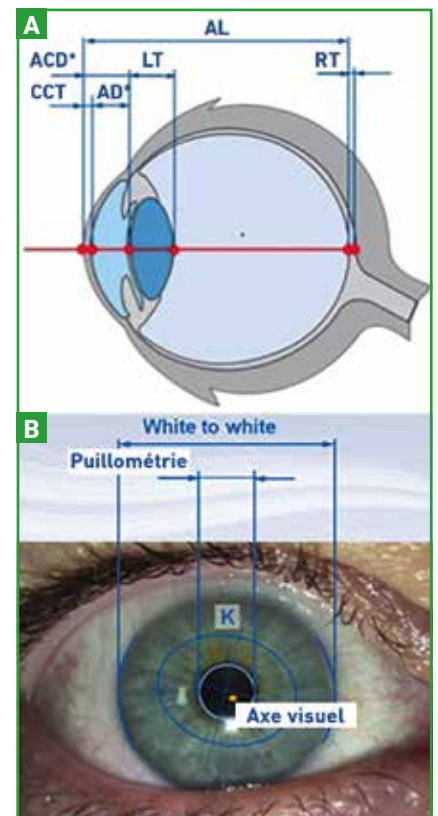 A
AL
ACD* LT RT
CCT AD*
B
White to white
Puillométrie
K
Axe visuel